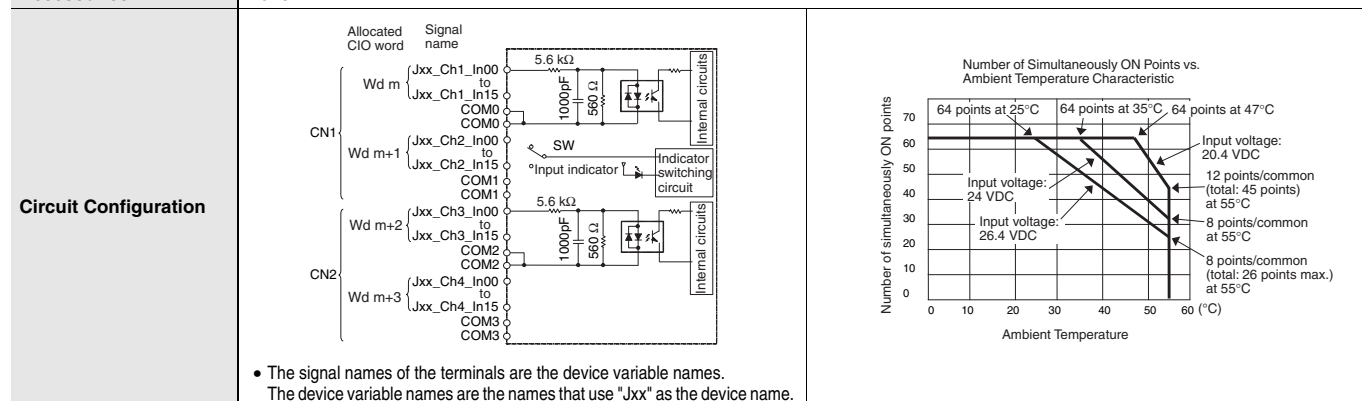 Circuit Configuration
Allocated
CIO word
Signal
name
CN1
Wd m
Jxx_Ch1_In00
to
Jxx_Ch1_In15
COM0
COM0
Wd m+1
Jxx_Ch2_In00
to
Jxx_Ch2_In15
COM1
COM1
CN2
Wd m+2
Jxx_Ch3_In00
to
Jxx_Ch3_In15
COM2
COM2
Wd m+3
Jxx_Ch4_In00
to
Jxx_Ch4_In15
COM3
COM3
5.6 kΩ
1000pF
560 Ω
Internal circuits
SW
Input indicator
Indicator
switching
circuit
5.6 kΩ
1000pF
560 Ω
Internal circuits
• The signal names of the terminals are the device variable names.
The device variable names are the names that use "Jxx" as the device name.
Number of Simultaneously ON Points vs.
Ambient Temperature Characteristic
Number of simultaneously ON points
70
60
50
40
30
20
10
0
64 points at 25°C
64 points at 35°C
64 points at 47°C
Input voltage:
20.4 VDC
Input voltage:
24 VDC
Input voltage:
26.4 VDC
12 points/common
(total: 45 points)
at 55°C
8 points/common
at 55°C
8 points/common
(total: 26 points max.)
at 55°C
0 10 20 30 40 50 60 (°C)
Ambient Temperature